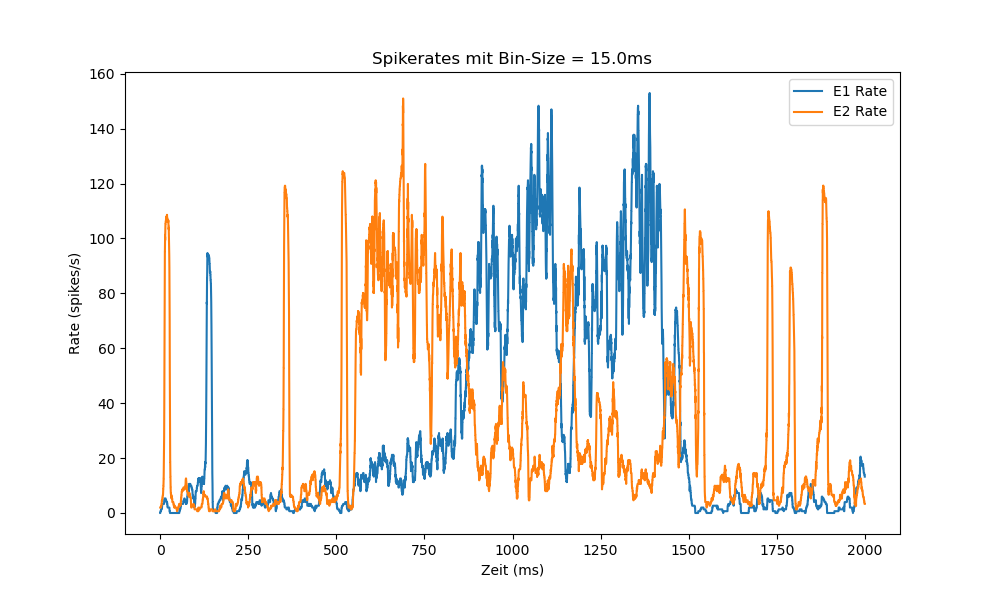 Spikerates mit Bin-Size = 15.0ms
E1 Rate
E2 Rate
Rate (spikes/s)
160
140
120
100
80
60
40
20
0
0 250 500 750 1000 1250 1500 1750 2000
Zeit (ms)